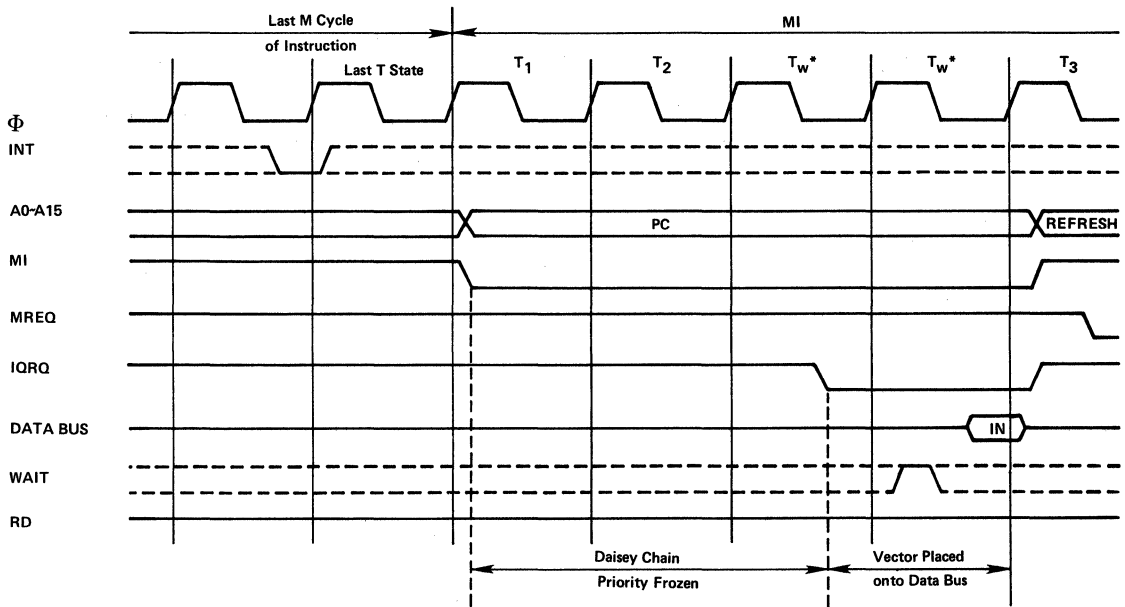 Last M Cycle
of Instruction
MI
Last T State
T1
T2
Tw*
Tw*
T3
Φ
INT
A0-A15
PC
REFRESH
MI
MREQ
IQRQ
DATA BUS
IN
WAIT
RD
Daisey Chain
Priority Frozen
Vector Placed
onto Data Bus